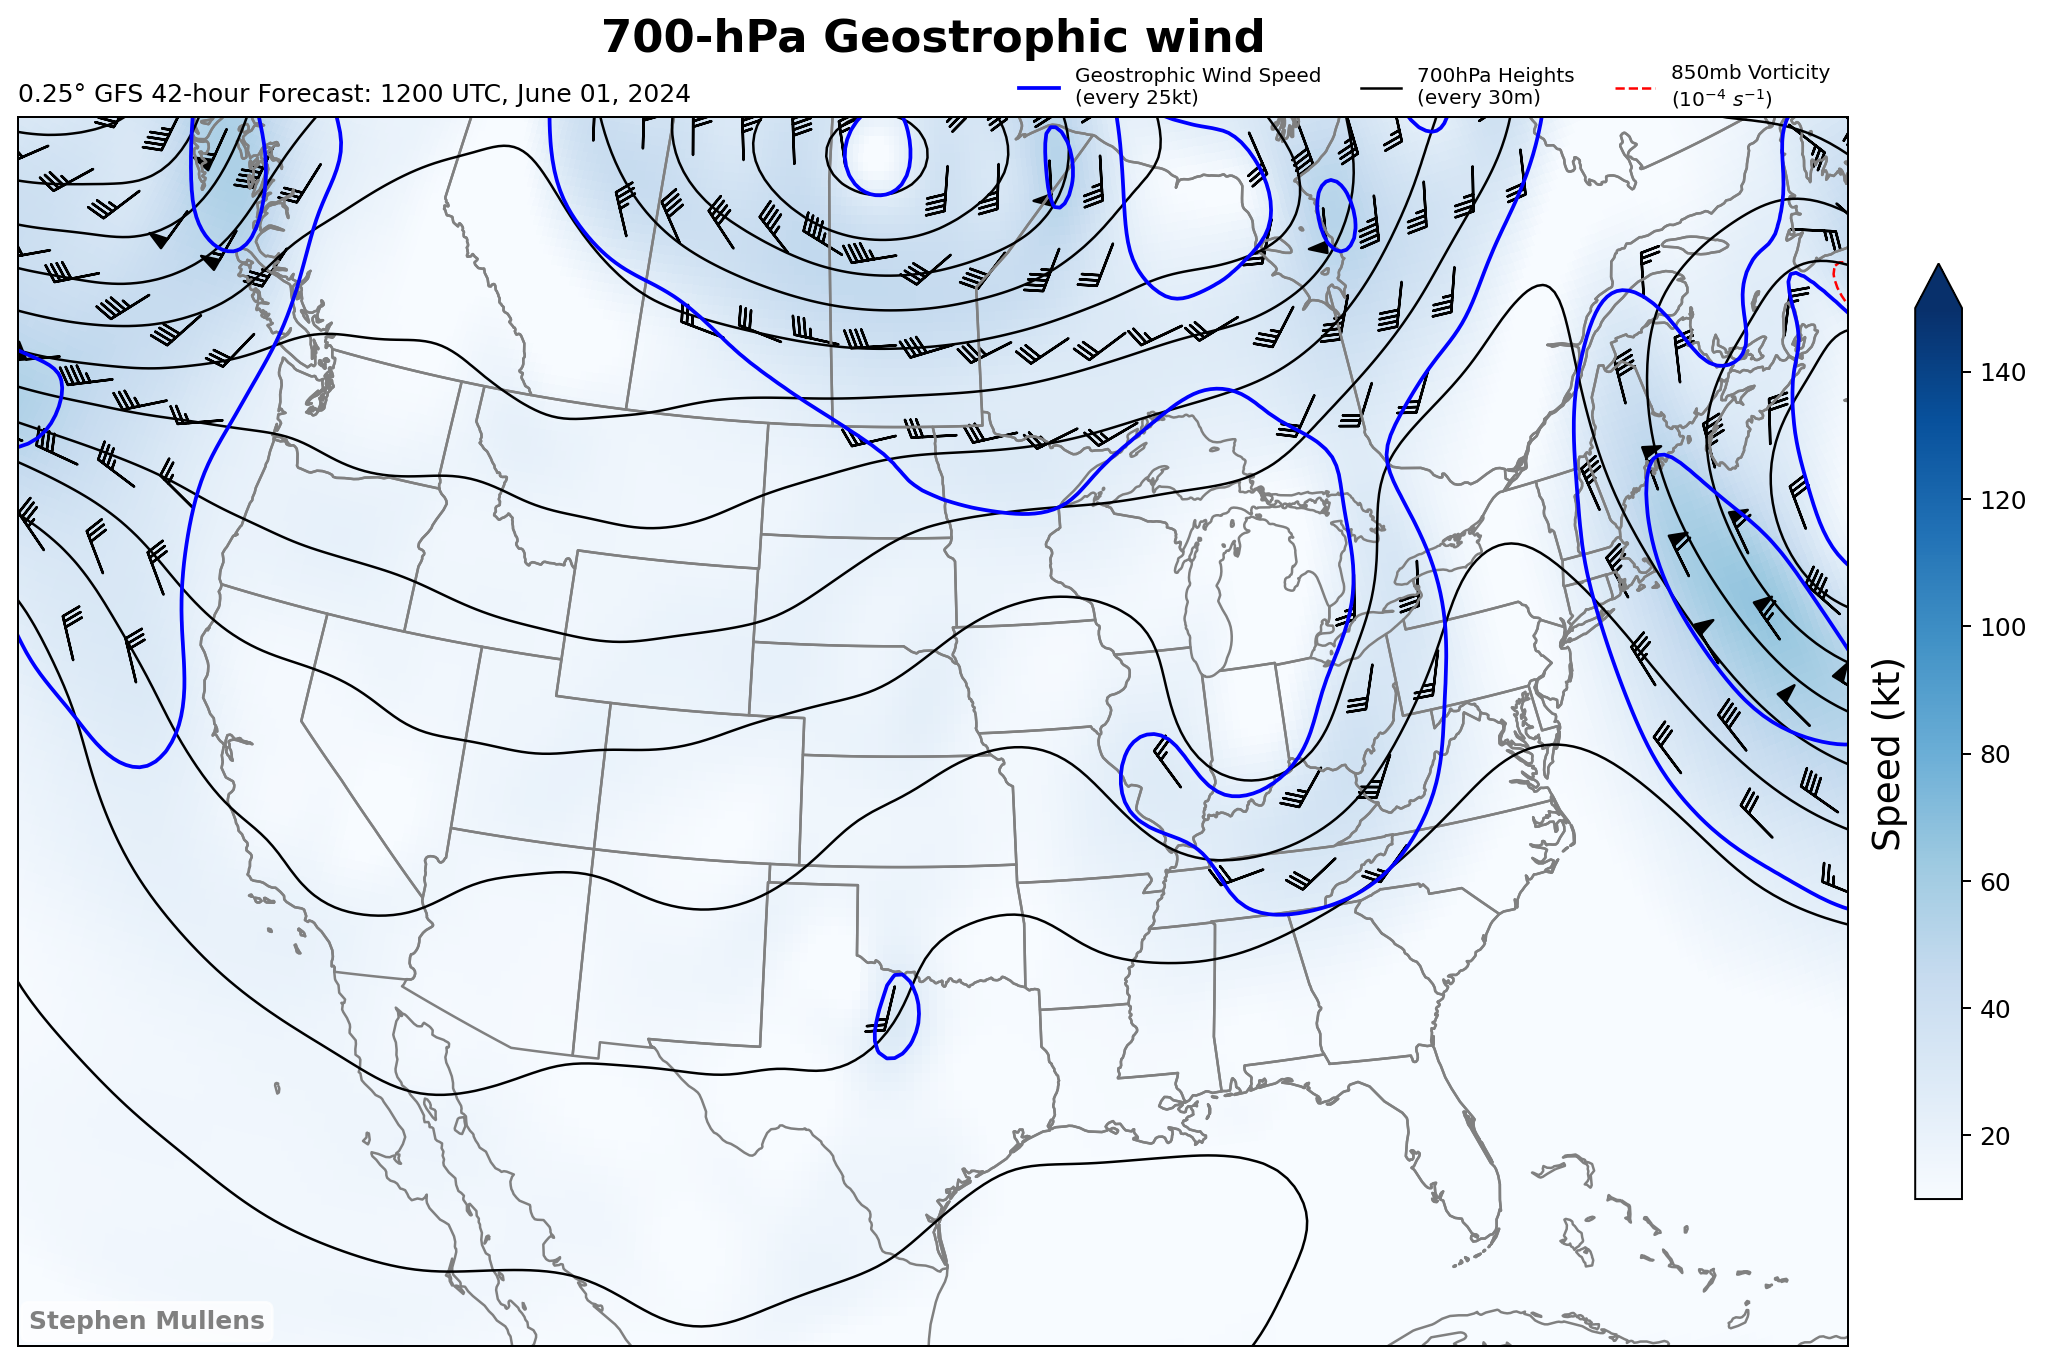 700-hPa Geostrophic wind
0.25° GFS 42-hour Forecast: 1200 UTC, June 01, 2024
Geostrophic Wind Speed
(every 25kt)
700hPa Heights
(every 30m)
850mb Vorticity
(10⁻⁴ s⁻¹)
140
120
100
80
60
40
20
Speed (kt)
Stephen Mullens